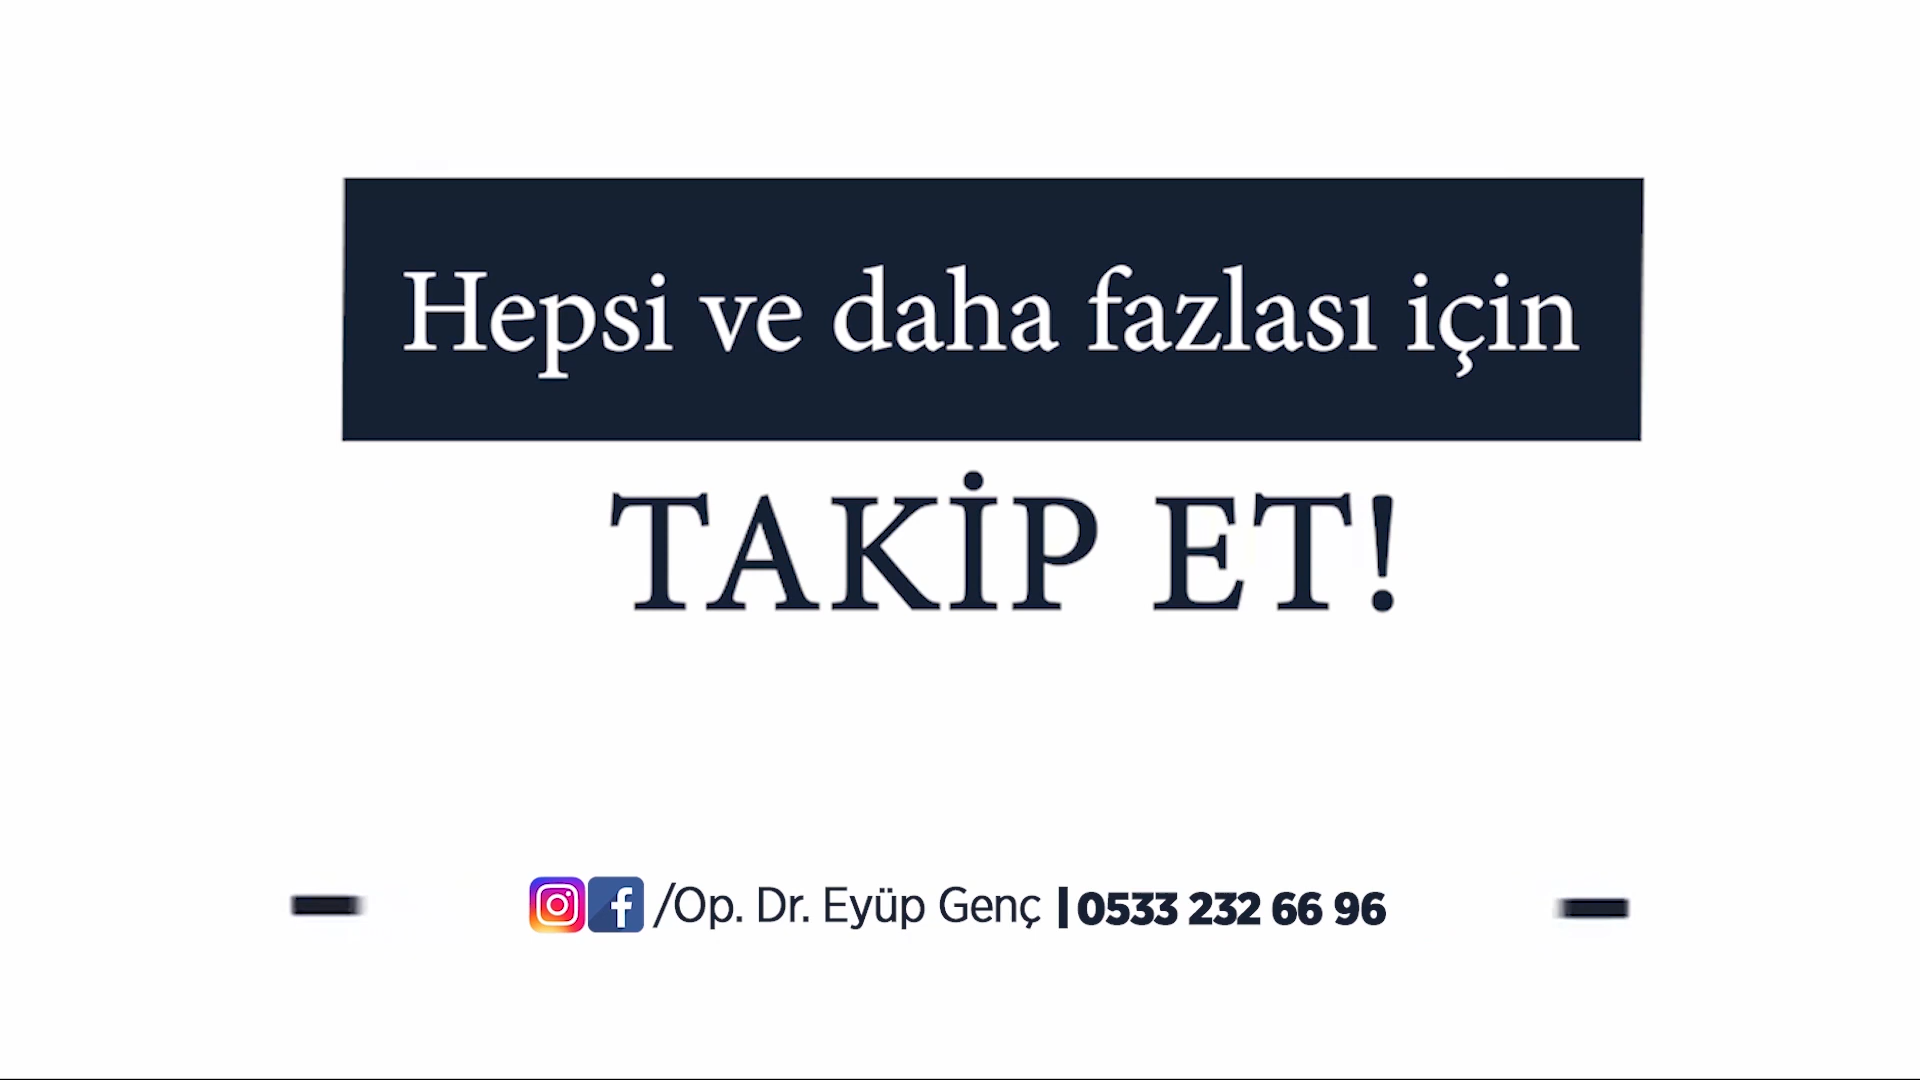 Hepsi ve daha fazlası için
TAKİP ET!
/Op. Dr. Eyüp Genç | 0533 232 66 96